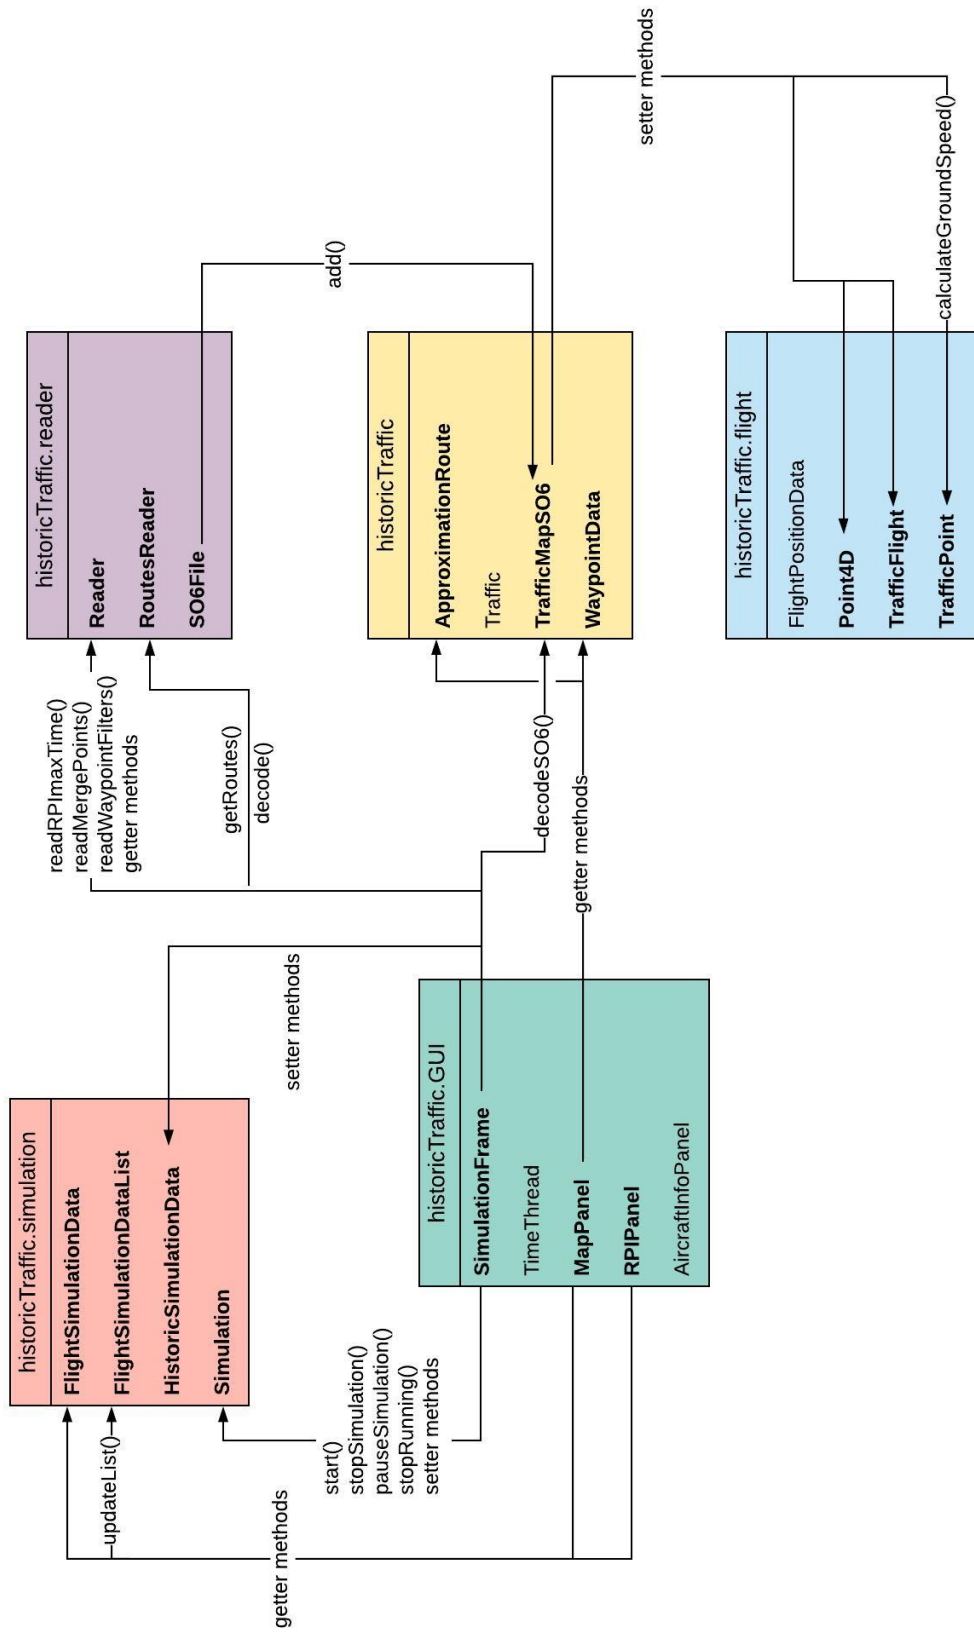 historicTraffic.simulation
FlightSimulationData
FlightSimulationDataList
HistoricSimulationData
Simulation
getter methods
updateList()
start()
stopSimulation()
pauseSimulation()
stopRunning()
setter methods
setter methods
historicTraffic.GUI
SimulationFrame
TimeThread
MapPanel
RPIPanel
AircraftInfoPanel
readRPImaxTime()
readMergePoints()
readWaypointFilters()
getter methods
getRoutes()
decode()
decodeSO6()
getter methods
historicTraffic.reader
Reader
RoutesReader
SO6File
add()
historicTraffic
ApproximationRoute
Traffic
TrafficMapSO6
WaypointData
setter methods
historicTraffic.flight
FlightPositionData
Point4D
TrafficFlight
TrafficPoint
calculateGroundSpeed()